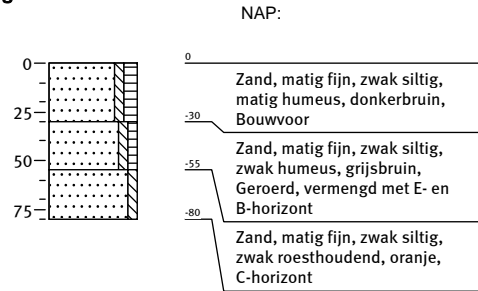 NAP:
0
25
50
75
0
Zand, matig fijn, zwak siltig,
matig humeus, donkerbruin,
Bouwvoor
-30
Zand, matig fijn, zwak siltig,
zwak humeus, grijsbruin,
Geroerd, vermengd met E- en
B-horizont
-55
Zand, matig fijn, zwak siltig,
zwak roesthoudend, oranje,
C-horizont
-80